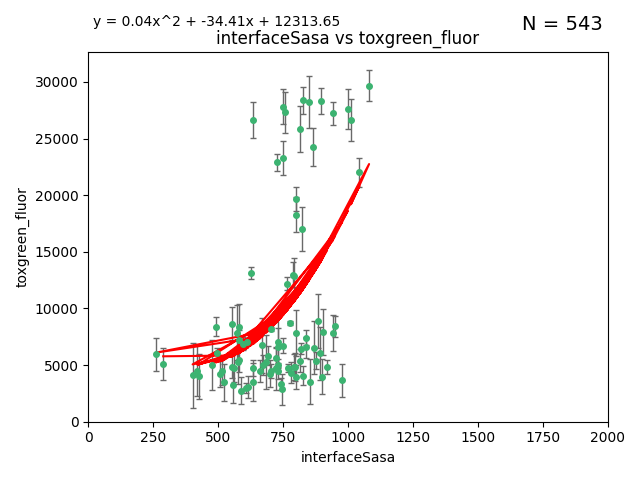 y = 0.04x^2 + -34.41x + 12313.65
N = 543
interfaceSasa vs toxgreen_fluor
30000
25000
20000
15000
10000
5000
0
toxgreen_fluor
0 250 500 750 1000 1250 1500 1750 2000
interfaceSasa